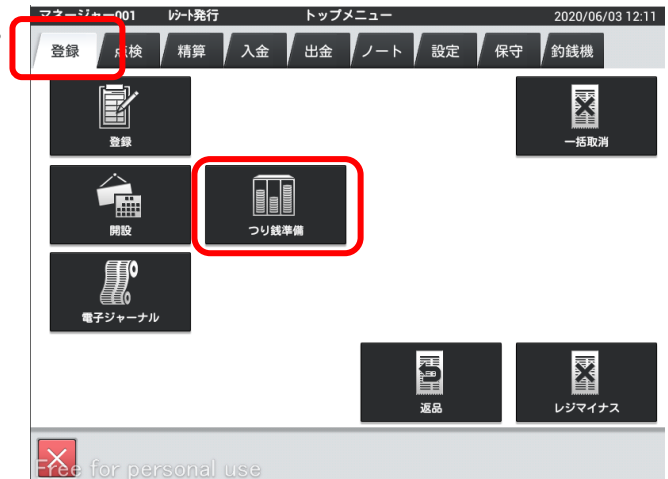 マネージャー001 レシート発行 トップメニュー 2020/06/03 12:11
登録 点検 精算 入金 出金 ノート 設定 保守 釣銭機
登録 一括取消
開設 つり銭準備
電子ジャーナル
返品 レジマイナス
Free for personal use